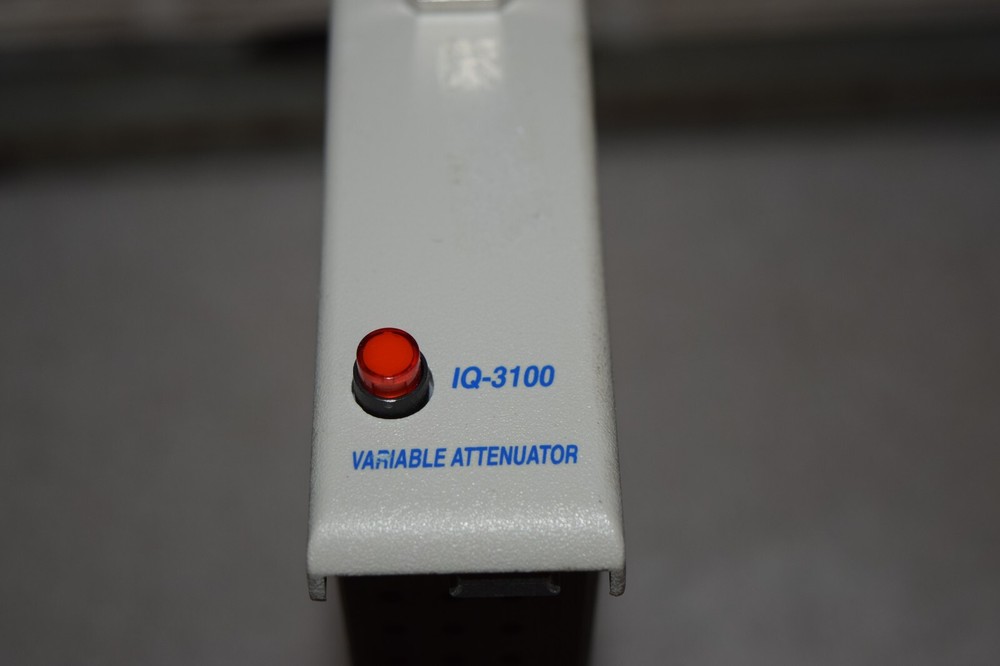 IQ-3100
VARIABLE ATTENUATOR